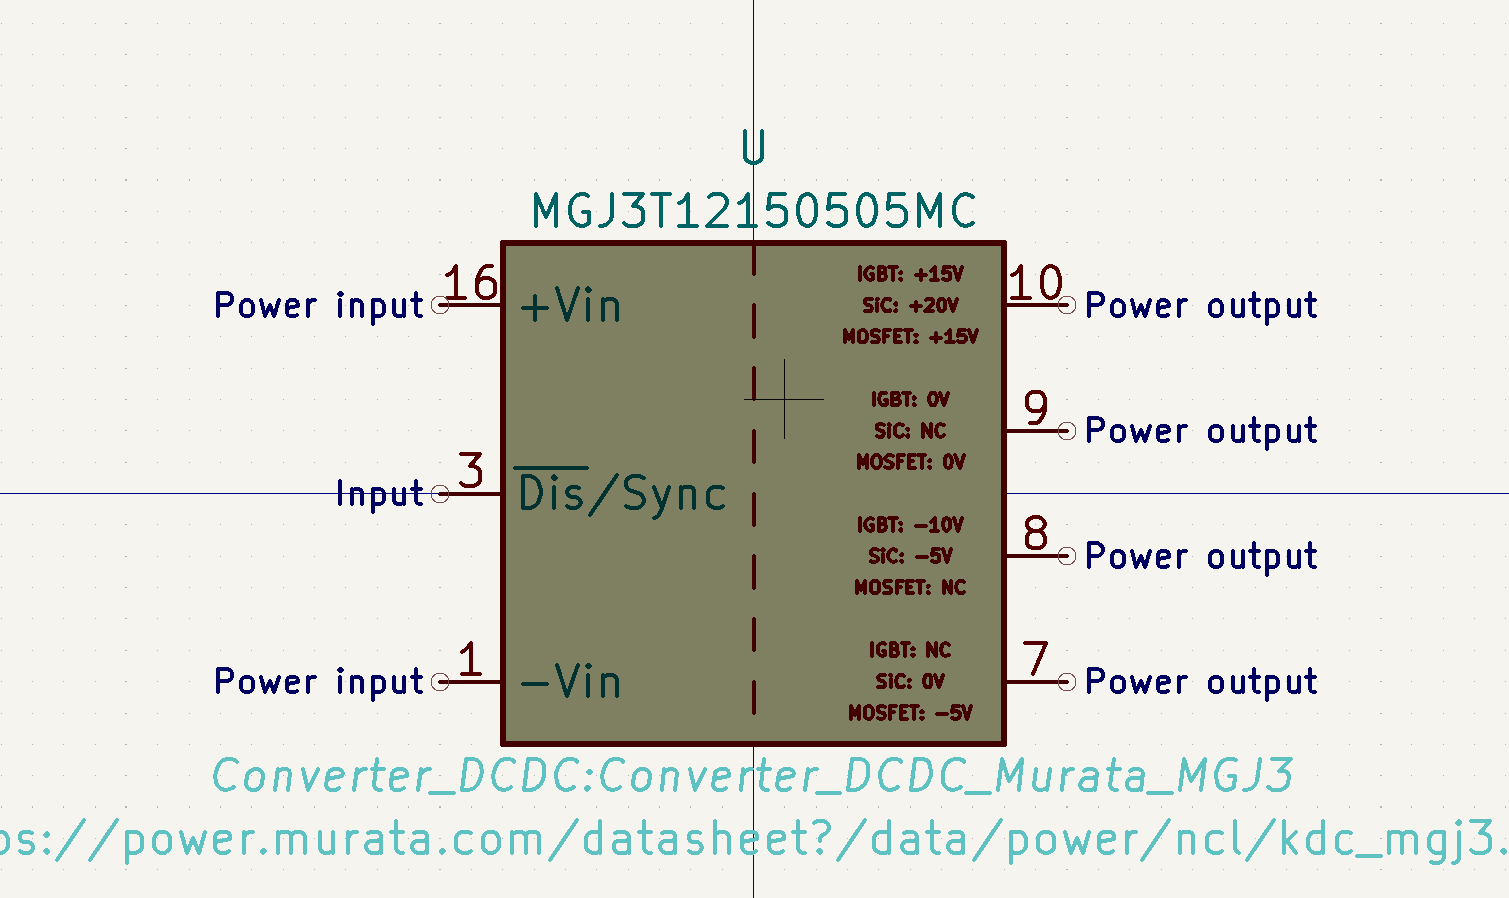 U
MGJ3T12150505MC
Power input 16 +Vin
Input 3 Dis/Sync
Power input 1 -Vin
IGBT: +15V
SiC: +20V
MOSFET: +15V
10 Power output
IGBT: 0V
SiC: NC
MOSFET: 0V
9 Power output
IGBT: -10V
SiC: -5V
MOSFET: NC
8 Power output
IGBT: NC
SiC: 0V
MOSFET: -5V
7 Power output
Converter_DCDC:Converter_DCDC_Murata_MGJ3
ps://power.murata.com/datasheet?/data/power/ncl/kdc_mgj3.